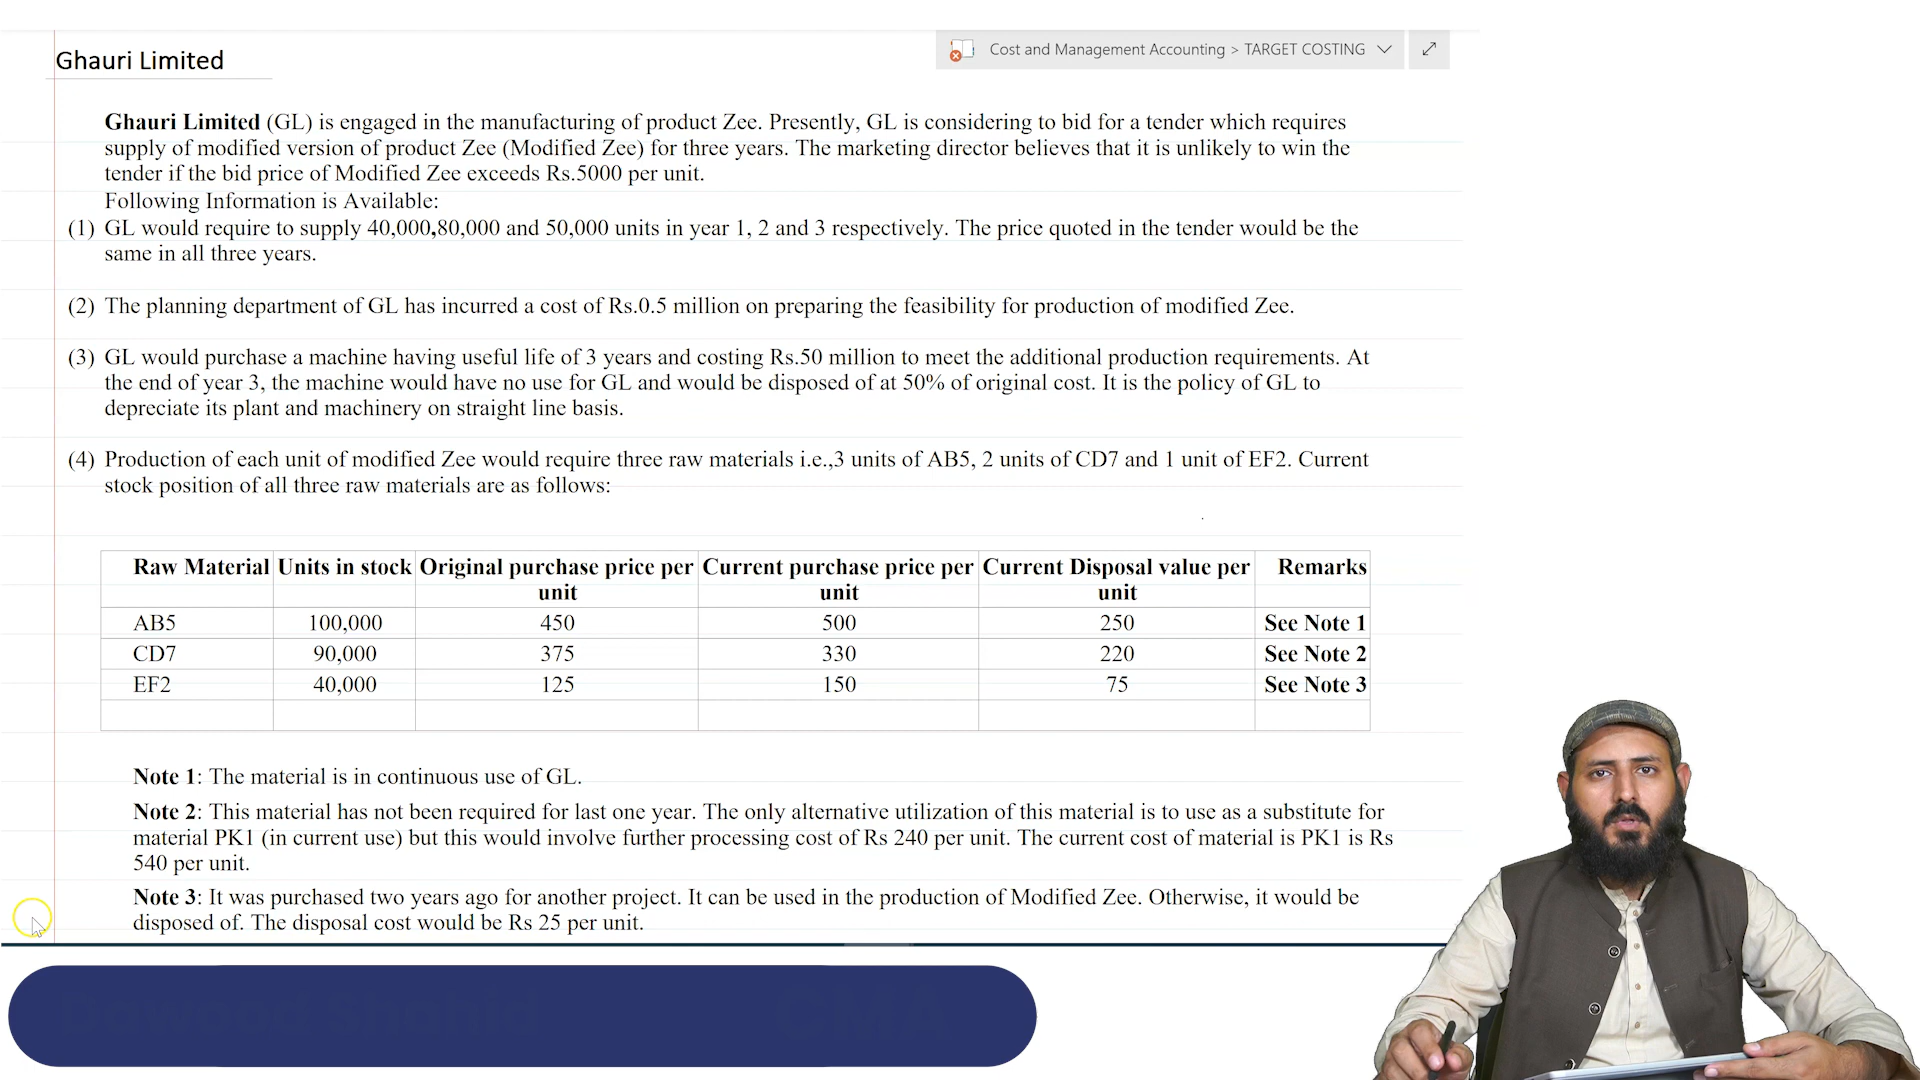 Ghauri Limited
Cost and Management Accounting > TARGET COSTING
Ghauri Limited (GL) is engaged in the manufacturing of product Zee. Presently, GL is considering to bid for a tender which requires
supply of modified version of product Zee (Modified Zee) for three years. The marketing director believes that it is unlikely to win the
tender if the bid price of Modified Zee exceeds Rs.5000 per unit.
Following Information is Available:
(1) GL would require to supply 40,000,80,000 and 50,000 units in year 1, 2 and 3 respectively. The price quoted in the tender would be the
same in all three years.
(2) The planning department of GL has incurred a cost of Rs.0.5 million on preparing the feasibility for production of modified Zee.
(3) GL would purchase a machine having useful life of 3 years and costing Rs.50 million to meet the additional production requirements. At
the end of year 3, the machine would have no use for GL and would be disposed of at 50% of original cost. It is the policy of GL to
depreciate its plant and machinery on straight line basis.
(4) Production of each unit of modified Zee would require three raw materials i.e.,3 units of AB5, 2 units of CD7 and 1 unit of EF2. Current
stock position of all three raw materials are as follows:
Raw Material Units in stock Original purchase price per Current purchase price per Current Disposal value per Remarks
unit unit unit
AB5 100,000 450 500 250 See Note 1
CD7 90,000 375 330 220 See Note 2
EF2 40,000 125 150 75 See Note 3
Note 1: The material is in continuous use of GL.
Note 2: This material has not been required for last one year. The only alternative utilization of this material is to use as a substitute for
material PK1 (in current use) but this would involve further processing cost of Rs 240 per unit. The current cost of material is PK1 is Rs
540 per unit.
Note 3: It was purchased two years ago for another project. It can be used in the production of Modified Zee. Otherwise, it would be
disposed of. The disposal cost would be Rs 25 per unit.